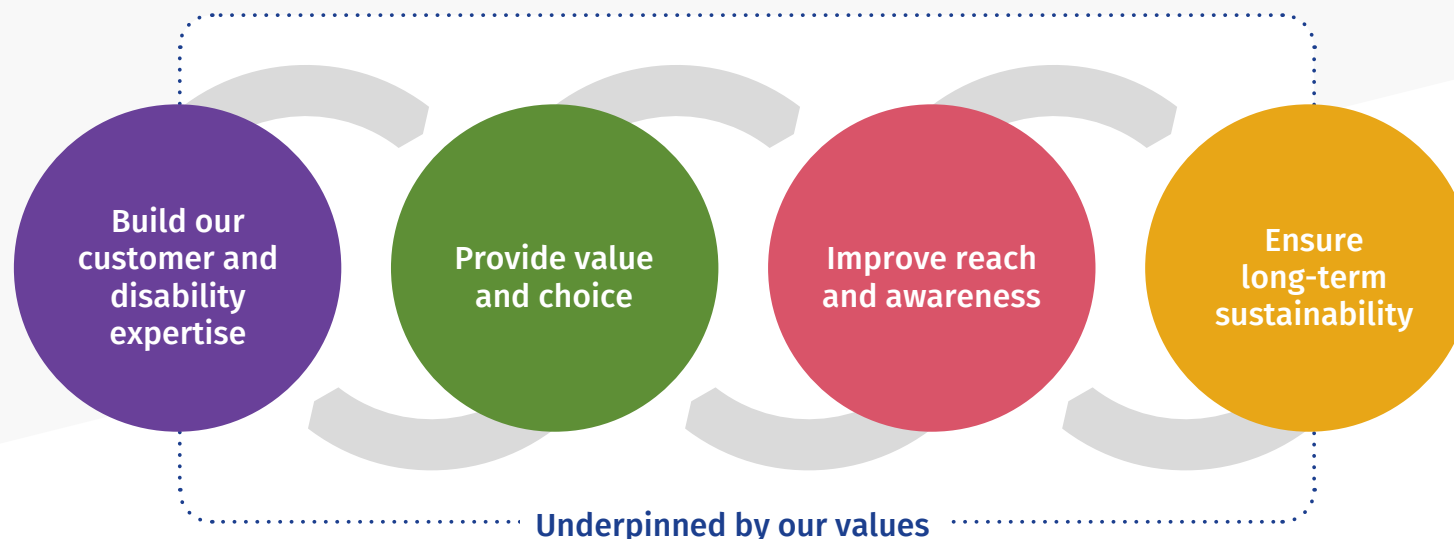 Build our
customer and
disability
expertise
Provide value
and choice
Improve reach
and awareness
Ensure
long-term
sustainability
Underpinned by our values